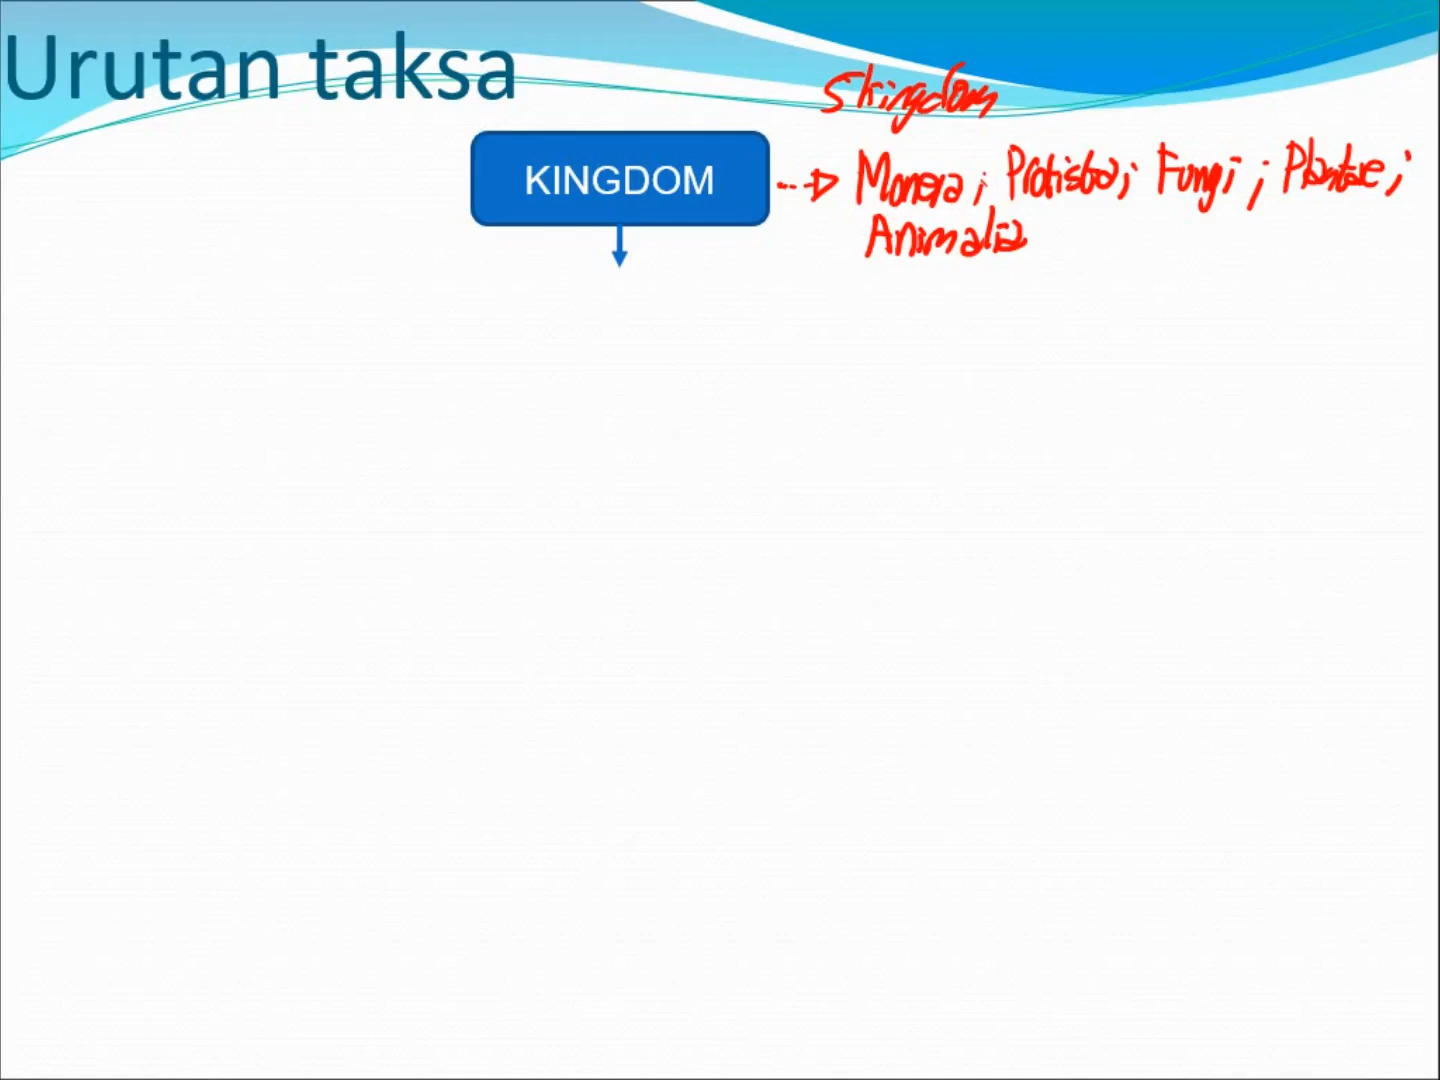 Urutan taksa
5 kingdom
KINGDOM
Monera; Protista; Fungi; Plantae;
Animalia